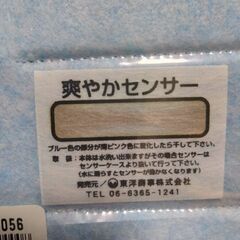 爽やかセンサー
ブルー色の部分が薄ピンク色に変化したら干して下さい。
取扱:本体は水洗い出来ますがその場合センサーは
センサーケースより抜いて行って下さい。
(水に濡らすとセンサーが働かなくなります)
発売元 東洋厨事株式会社
TEL 06-6365-1241
056